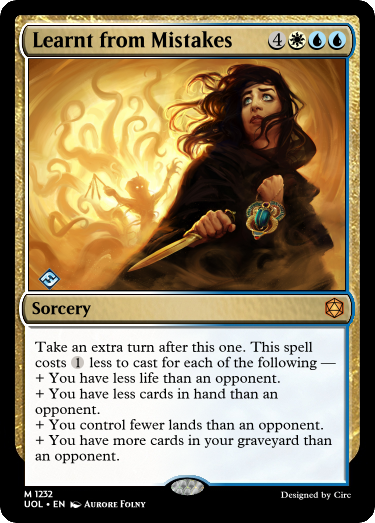 Learnt from Mistakes 4
Sorcery
Take an extra turn after this one. This spell
costs 1 less to cast for each of the following —
+ You have less life than an opponent.
+ You have less cards in hand than an
opponent.
+ You control fewer lands than an opponent.
+ You have more cards in your graveyard than
an opponent.
M 1232
UOL • EN Aurore Folny
Designed by Circ